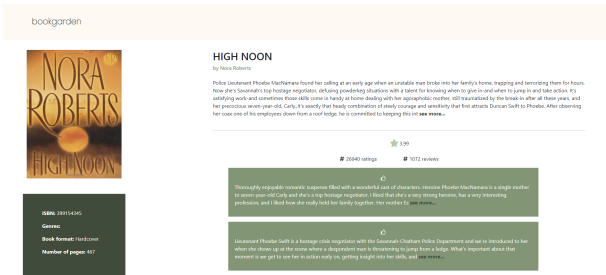 bookgarden
NORA
ROBERTS
HIGH NOON
ISBN: 399154345
Genres:
Book format: Hardcover
Number of pages: 467
HIGH NOON
by Nora Roberts
Police Lieutenant Phoebe MacNamara found her calling at an early age when an unstable man broke into her family's home, trapping and terrorizing them for hours.
Now she's Savannah's top hostage negotiator, defusing powderkeg situations with a talent for knowing when to give in-and when to jump in and take action. It's
satisfying work-and sometimes those skills come in handy at home dealing with her agoraphobic mother, still traumatized by the break-in after all these years, and
her precocious seven-year-old, Carly,.It's exactly that heady combination of steely courage and sensitivity that first attracts Duncan Swift to Phoebe. After observing
her coax one of his employees down from a roof ledge, he is committed to keeping this int see more...
3.99
# 26940 ratings # 1072 reviews
Thoroughly enjoyable romantic suspense filled with a wonderful cast of characters. Heroine Phoebe MacNamara is a single mother
to seven-year-old Carly and she's a top hostage negotiator. I liked that she's a very strong heroine, has a very interesting
profession, and I liked how she really held her family together. Her mother Es see more...
Lieutenant Phoebe Swift is a hostage crisis negotiator with the Savannah-Chatham Police Department and we're introduced to her
when she shows up at the scene where a despondent man is threatening to jump from a ledge. What's important about that
moment is we get to see her in action early on, getting insight into her skills, and see more...